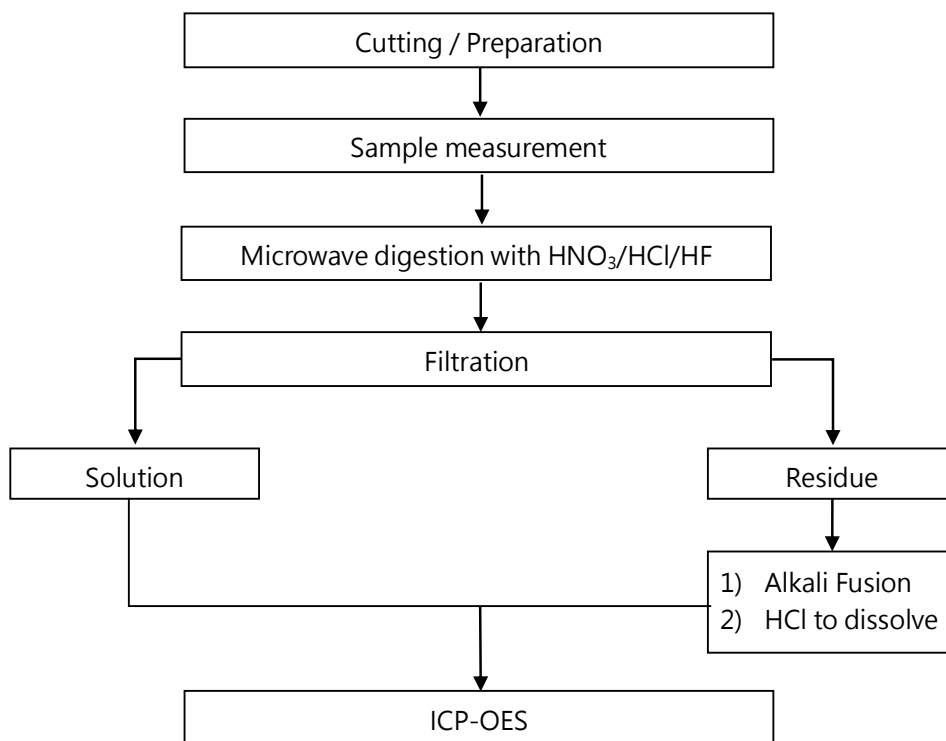 Cutting / Preparation
Sample measurement
Microwave digestion with HNO₃/HCl/HF
Filtration
Solution
Residue
1) Alkali Fusion
2) HCl to dissolve
ICP-OES